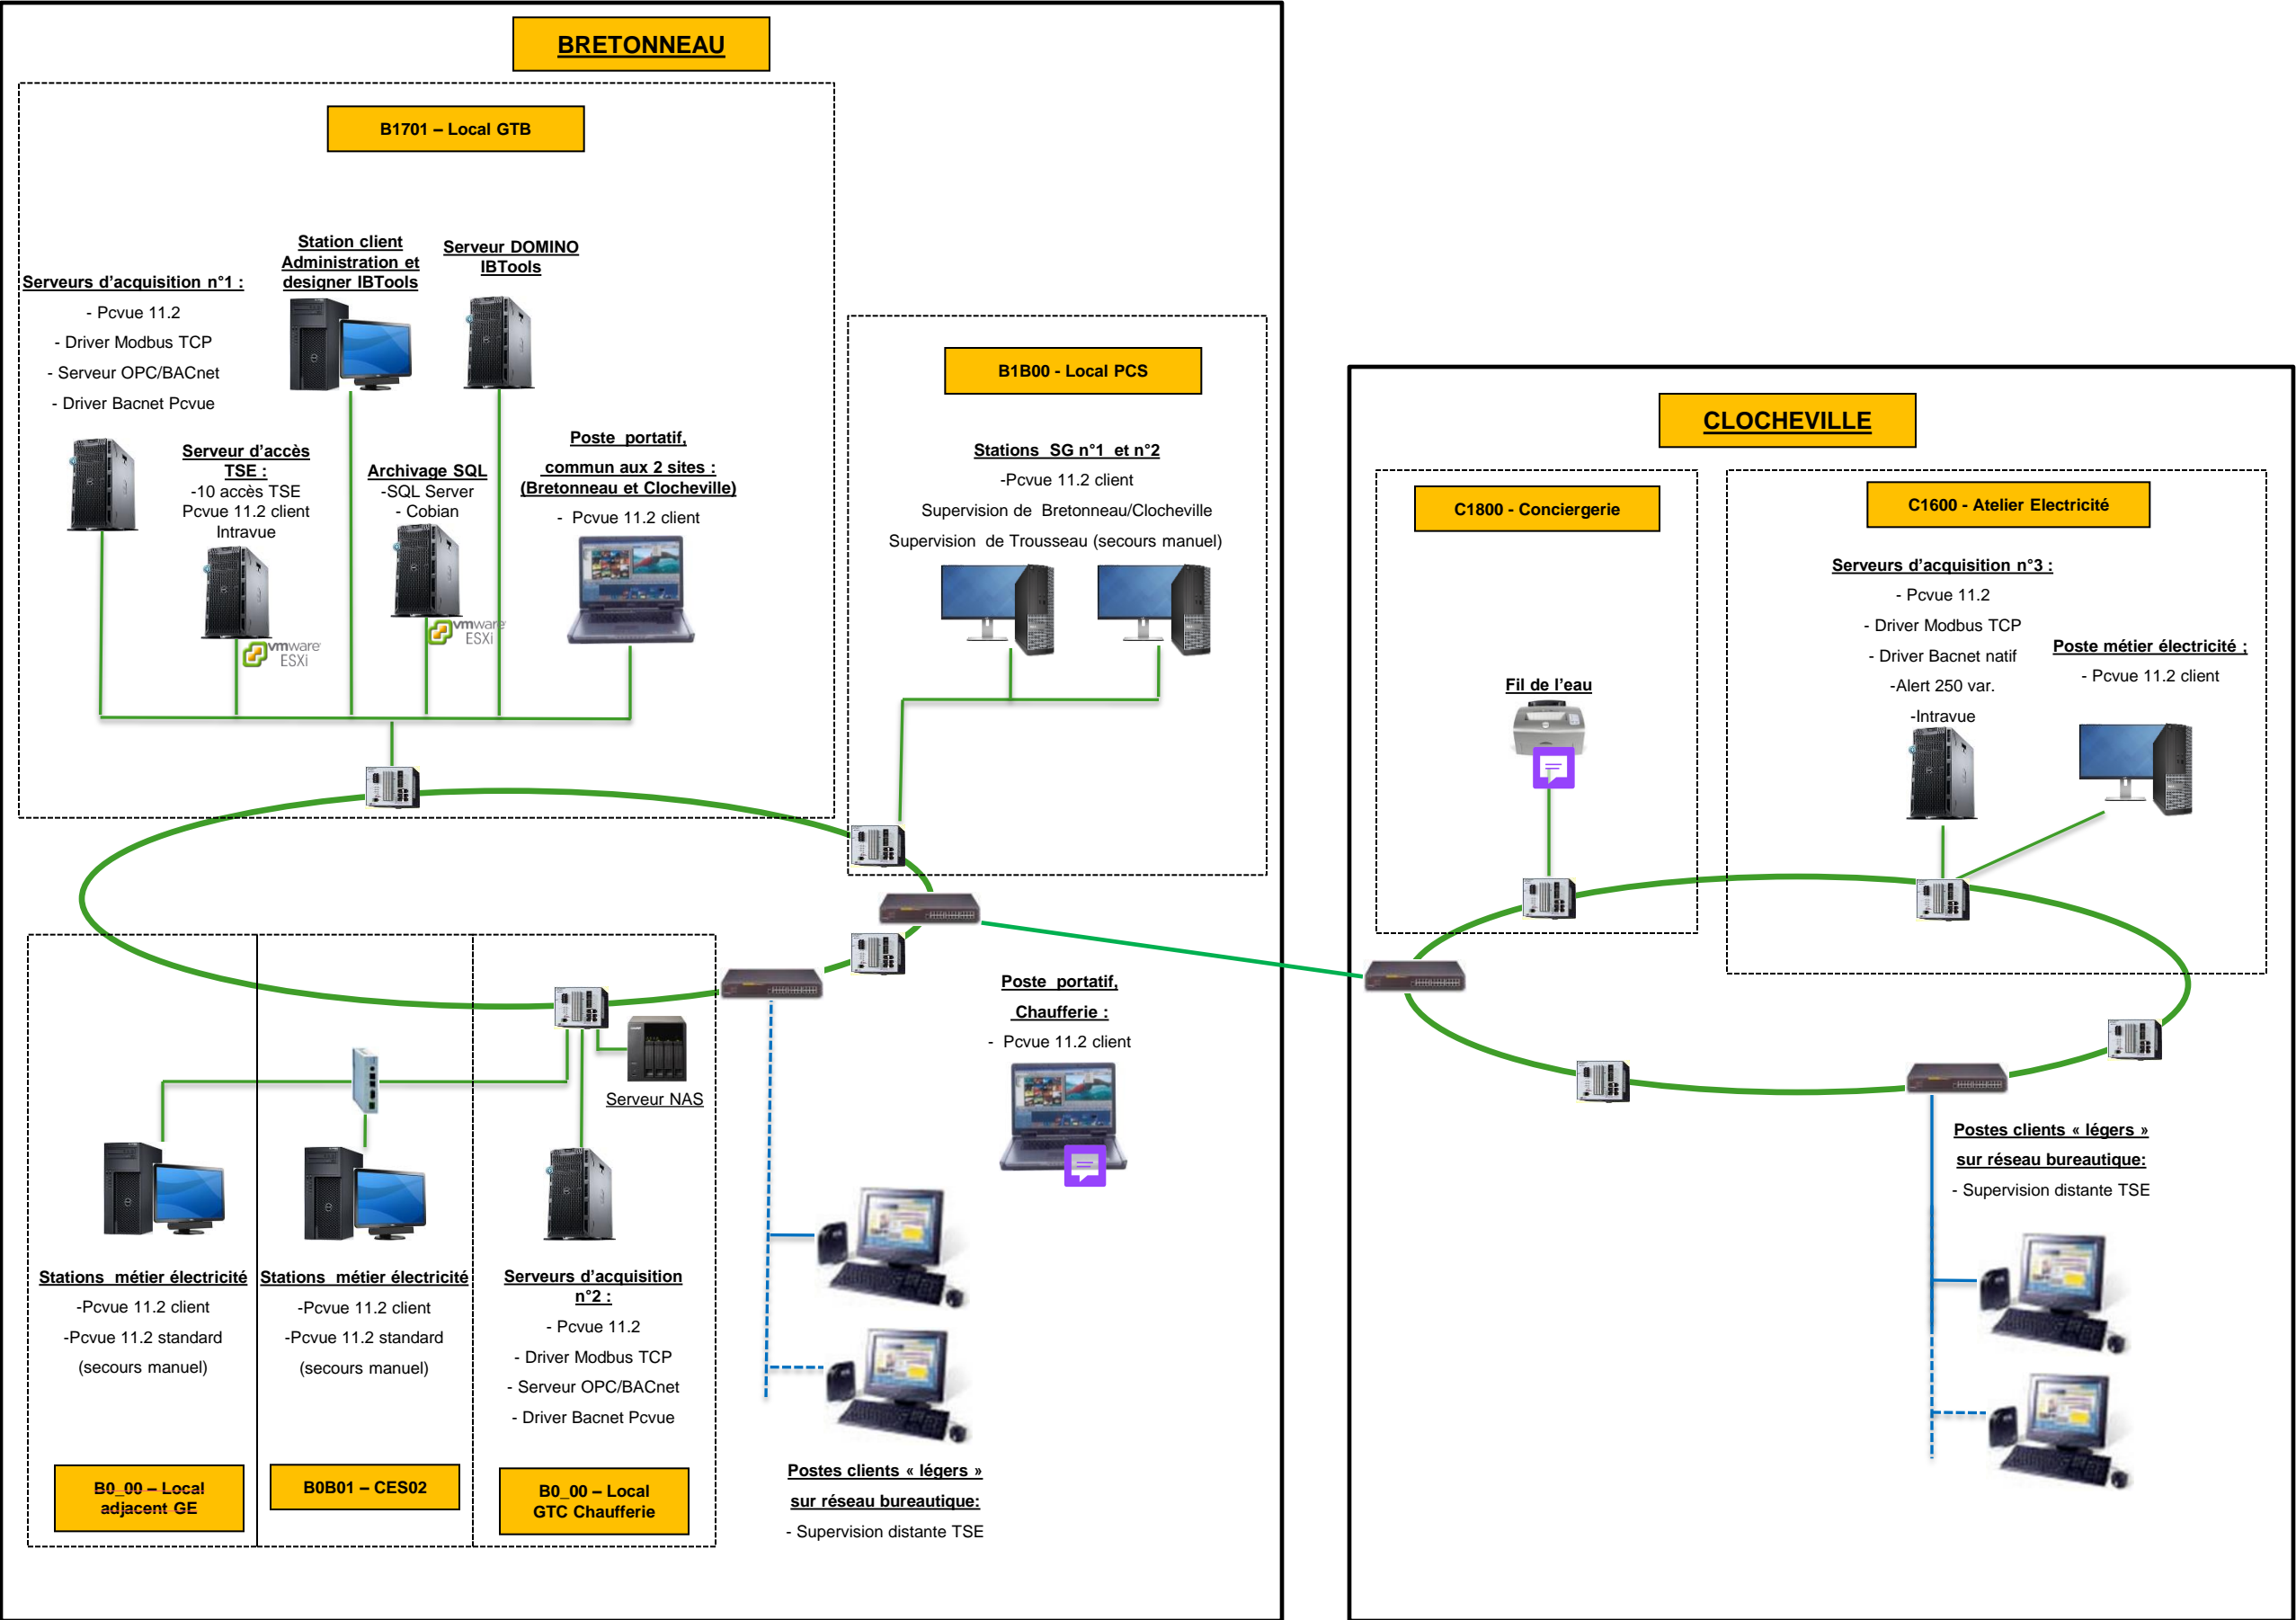 BRETONNEAU
B1701 – Local GTB
Station client
Administration et
designer IBTools
Serveur DOMINO
IBTools
Serveurs d'acquisition n°1 :
- Pcvue 11.2
- Driver Modbus TCP
- Serveur OPC/BACnet
- Driver Bacnet Pcvue
Serveur d'accès
TSE :
-10 accès TSE
Pcvue 11.2 client
Intravue
vmware
ESXi
Archivage SQL
-SQL Server
- Cobian
vmware
ESXi
Poste portatif,
commun aux 2 sites :
(Bretonneau et Clocheville)
- Pcvue 11.2 client
B1B00 - Local PCS
Stations SG n°1 et n°2
-Pcvue 11.2 client
Supervision de Bretonneau/Clocheville
Supervision de Trousseau (secours manuel)
CLOCHEVILLE
C1800 - Conciergerie
Fil de l'eau
C1600 - Atelier Electricité
Serveurs d'acquisition n°3 :
- Pcvue 11.2
- Driver Modbus TCP
- Driver Bacnet natif
-Alert 250 var.
-Intravue
Poste métier électricité ;
- Pcvue 11.2 client
Serveur NAS
Poste portatif,
Chaufferie :
- Pcvue 11.2 client
Stations métier électricité
-Pcvue 11.2 client
-Pcvue 11.2 standard
(secours manuel)
B0_00 – Local
adjacent GE
Stations métier électricité
-Pcvue 11.2 client
-Pcvue 11.2 standard
(secours manuel)
B0B01 – CES02
Serveurs d'acquisition
n°2 :
- Pcvue 11.2
- Driver Modbus TCP
- Serveur OPC/BACnet
- Driver Bacnet Pcvue
B0_00 – Local
GTC Chaufferie
Postes clients « légers »
sur réseau bureautique:
- Supervision distante TSE
Postes clients « légers »
sur réseau bureautique:
- Supervision distante TSE